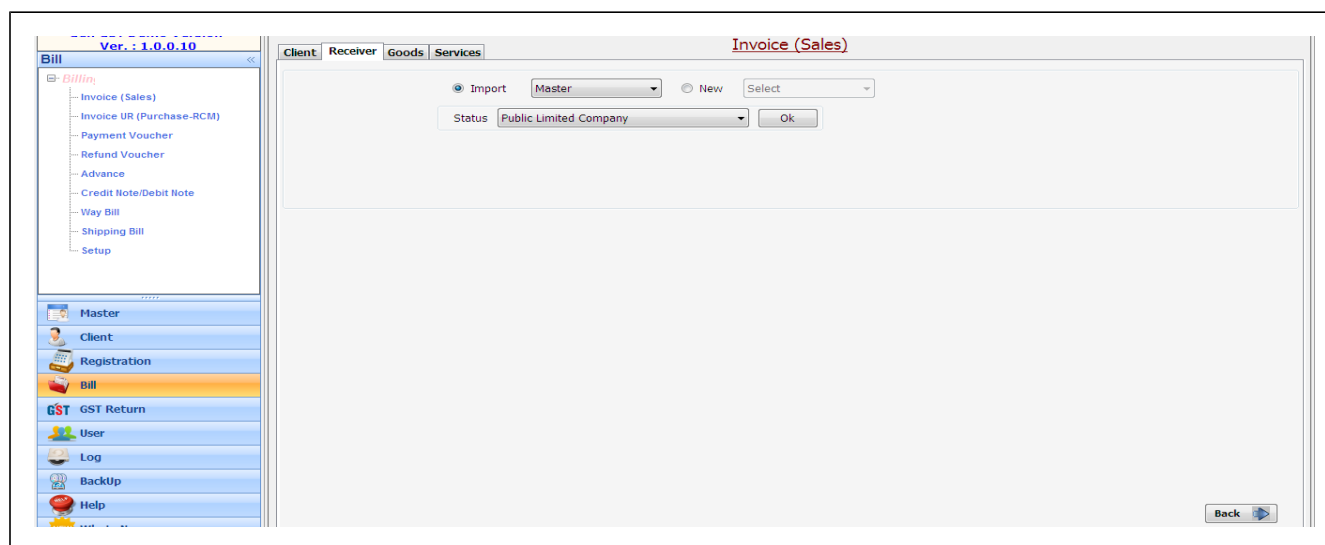 Ver. : 1.0.0.10
Bill
Billing
Invoice (Sales)
Invoice UR (Purchase-RCM)
Payment Voucher
Refund Voucher
Advance
Credit Note/Debit Note
Way Bill
Shipping Bill
Setup
Master
Client
Registration
Bill
GST GST Return
User
Log
BackUp
Help
Client Receiver Goods Services
Invoice (Sales)
Import Master New Select
Status Public Limited Company Ok
Back